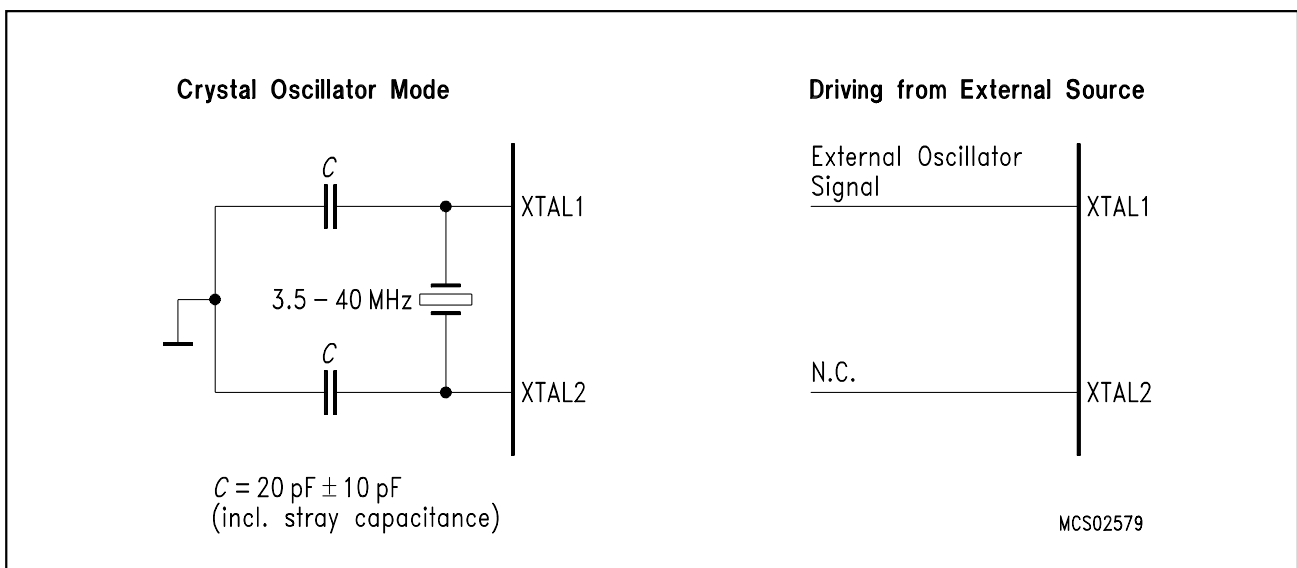 Crystal Oscillator Mode
C
XTAL1
3.5 – 40 MHz
C
XTAL2
C = 20 pF ± 10 pF
(incl. stray capacitance)
Driving from External Source
External Oscillator
Signal
XTAL1
N.C.
XTAL2
MCS02579